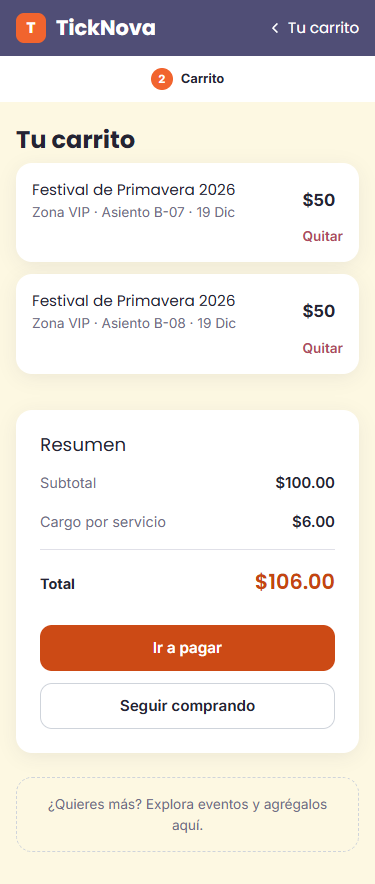 T TickNova
Tu carrito
2 Carrito
Tu carrito
Festival de Primavera 2026
Zona VIP · Asiento B-07 · 19 Dic
$50
Quitar
Festival de Primavera 2026
Zona VIP · Asiento B-08 · 19 Dic
$50
Quitar
Resumen
Subtotal $100.00
Cargo por servicio $6.00
Total $106.00
Ir a pagar
Seguir comprando
¿Quieres más? Explora eventos y agrégalos
aquí.